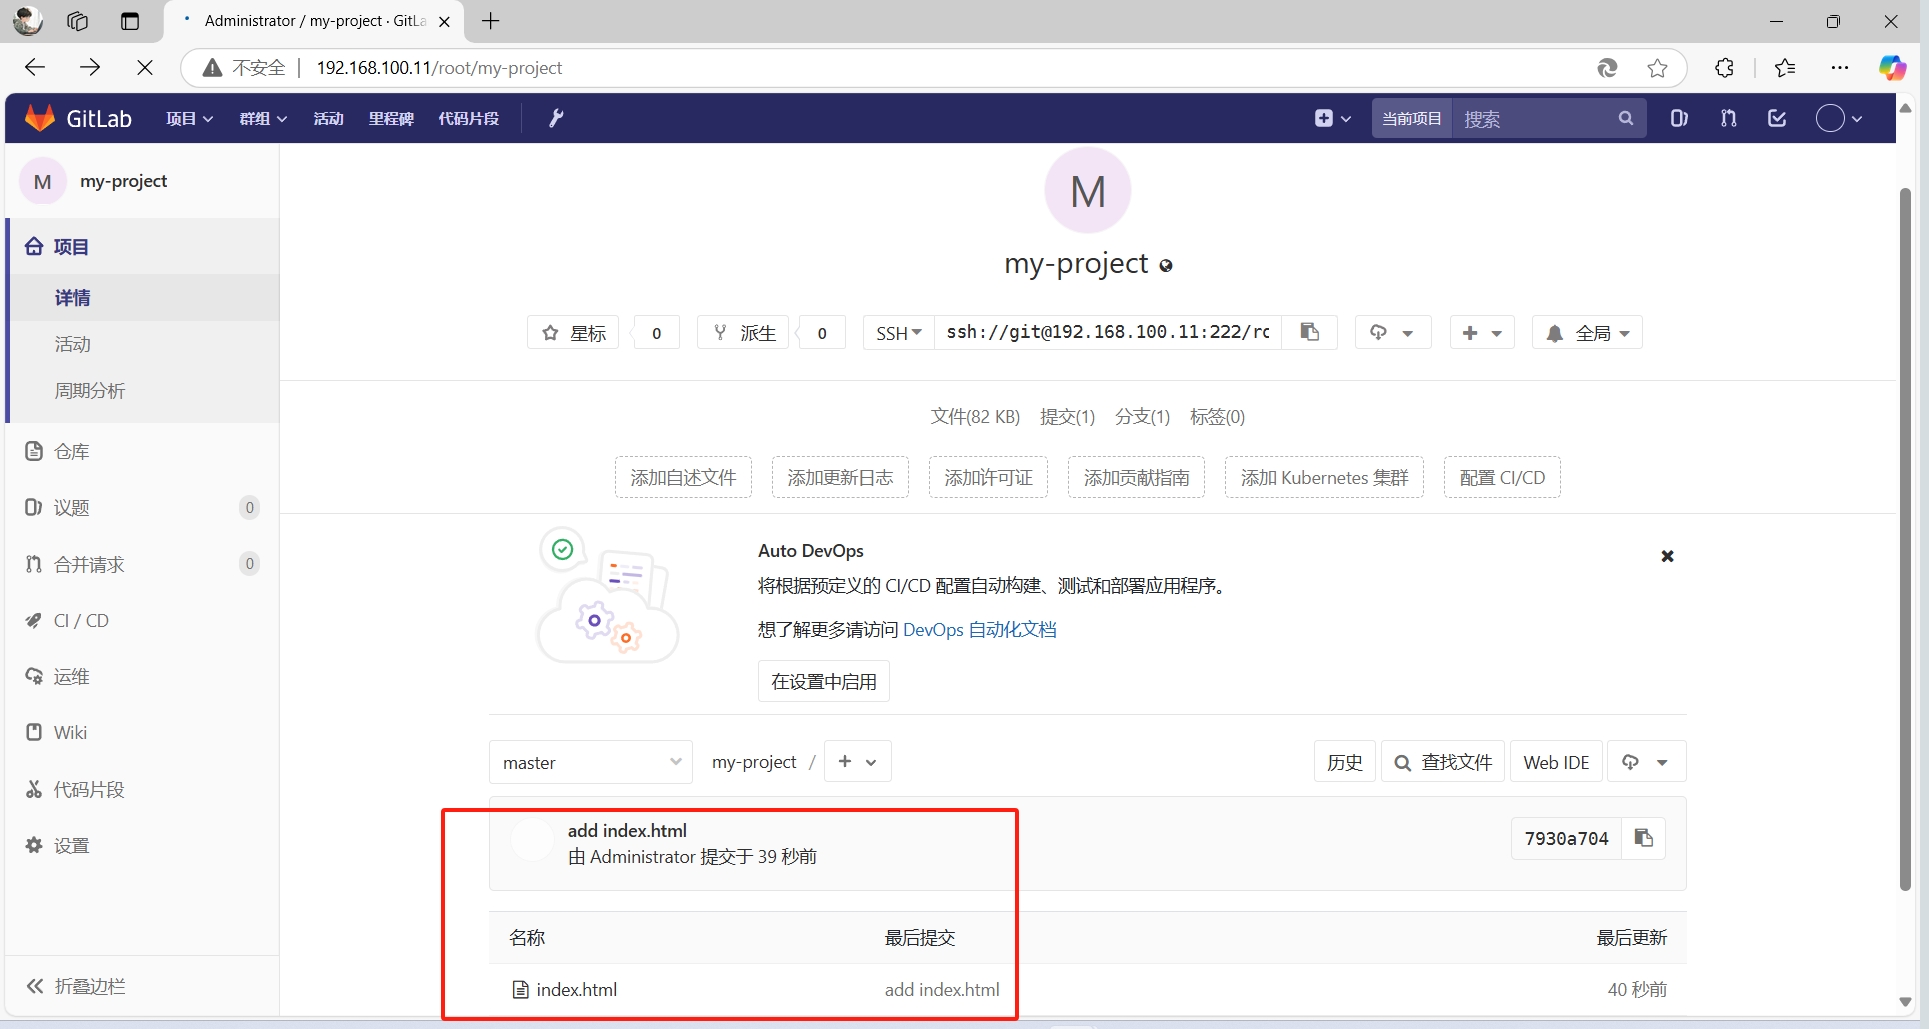 Administrator / my-project · GitLa
不安全 192.168.100.11/root/my-project
GitLab 项目 群组 活动 里程碑 代码片段 当前项目 搜索
M my-project
项目
详情
活动
周期分析
仓库
议题 0
合并请求 0
CI / CD
运维
Wiki
代码片段
设置
折叠边栏
M
my-project
星标 0 派生 0 SSH ssh://git@192.168.100.11:222/ro 全局
文件(82 KB) 提交(1) 分支(1) 标签(0)
添加自述文件 添加更新日志 添加许可证 添加贡献指南 添加 Kubernetes 集群 配置 CI/CD
Auto DevOps
将根据预定义的 CI/CD 配置自动构建、测试和部署应用程序。
想了解更多请访问 DevOps 自动化文档
在设置中启用
master my-project / + 历史 查找文件 Web IDE
add index.html
由 Administrator 提交于 39 秒前
7930a704
名称 最后提交 最后更新
index.html add index.html 40 秒前